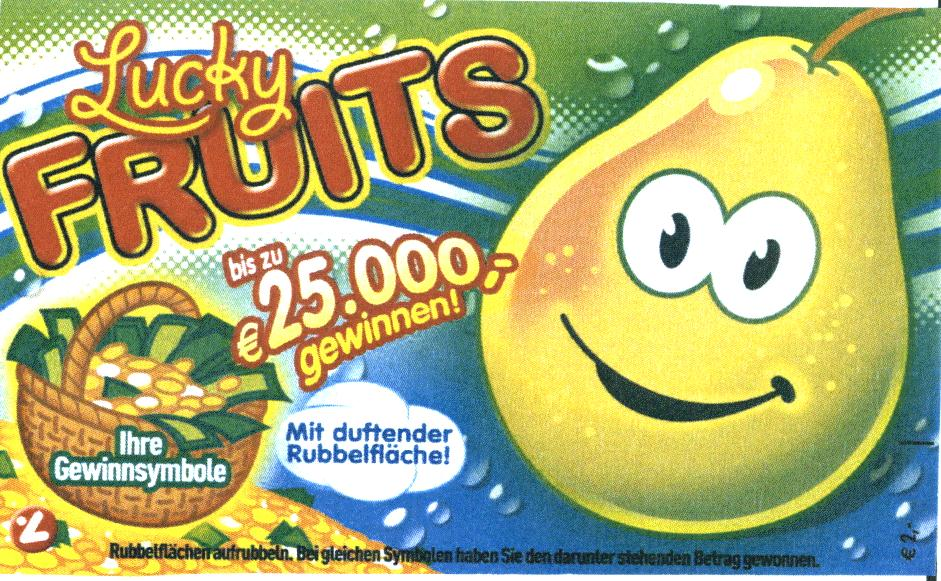 Lucky
FRUITS
bis zu
€25.000,-
gewinnen!
Mit duftender
Rubbelfläche!
Ihre
Gewinnsymbole
Rubbelflächen aufrubbeln. Bei gleichen Symbolen haben Sie den darunter stehenden Betrag gewonnen.
€ 2,-